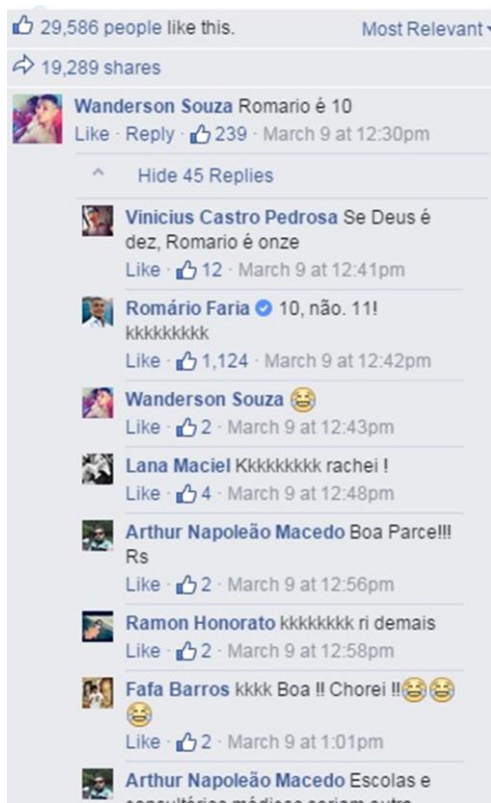 29,586 people like this. Most Relevant
19,289 shares
Wanderson Souza Romario é 10
Like · Reply · 239 · March 9 at 12:30pm
Hide 45 Replies
Vinicius Castro Pedrosa Se Deus é
dez, Romario é onze
Like · 12 · March 9 at 12:41pm
Romário Faria 10, não. 11!
kkkkkkkkk
Like · 1,124 · March 9 at 12:42pm
Wanderson Souza 😂
Like · 2 · March 9 at 12:43pm
Lana Maciel Kkkkkkkkk rachei !
Like · 4 · March 9 at 12:48pm
Arthur Napoleão Macedo Boa Parce!!!
Rs
Like · 2 · March 9 at 12:56pm
Ramon Honorato kkkkkkkk ri demais
Like · 2 · March 9 at 12:58pm
Fafa Barros kkkk Boa !! Chorei !!😂😂
😂
Like · 2 · March 9 at 1:01pm
Arthur Napoleão Macedo Escolas e
consultórios médicos seriam outra